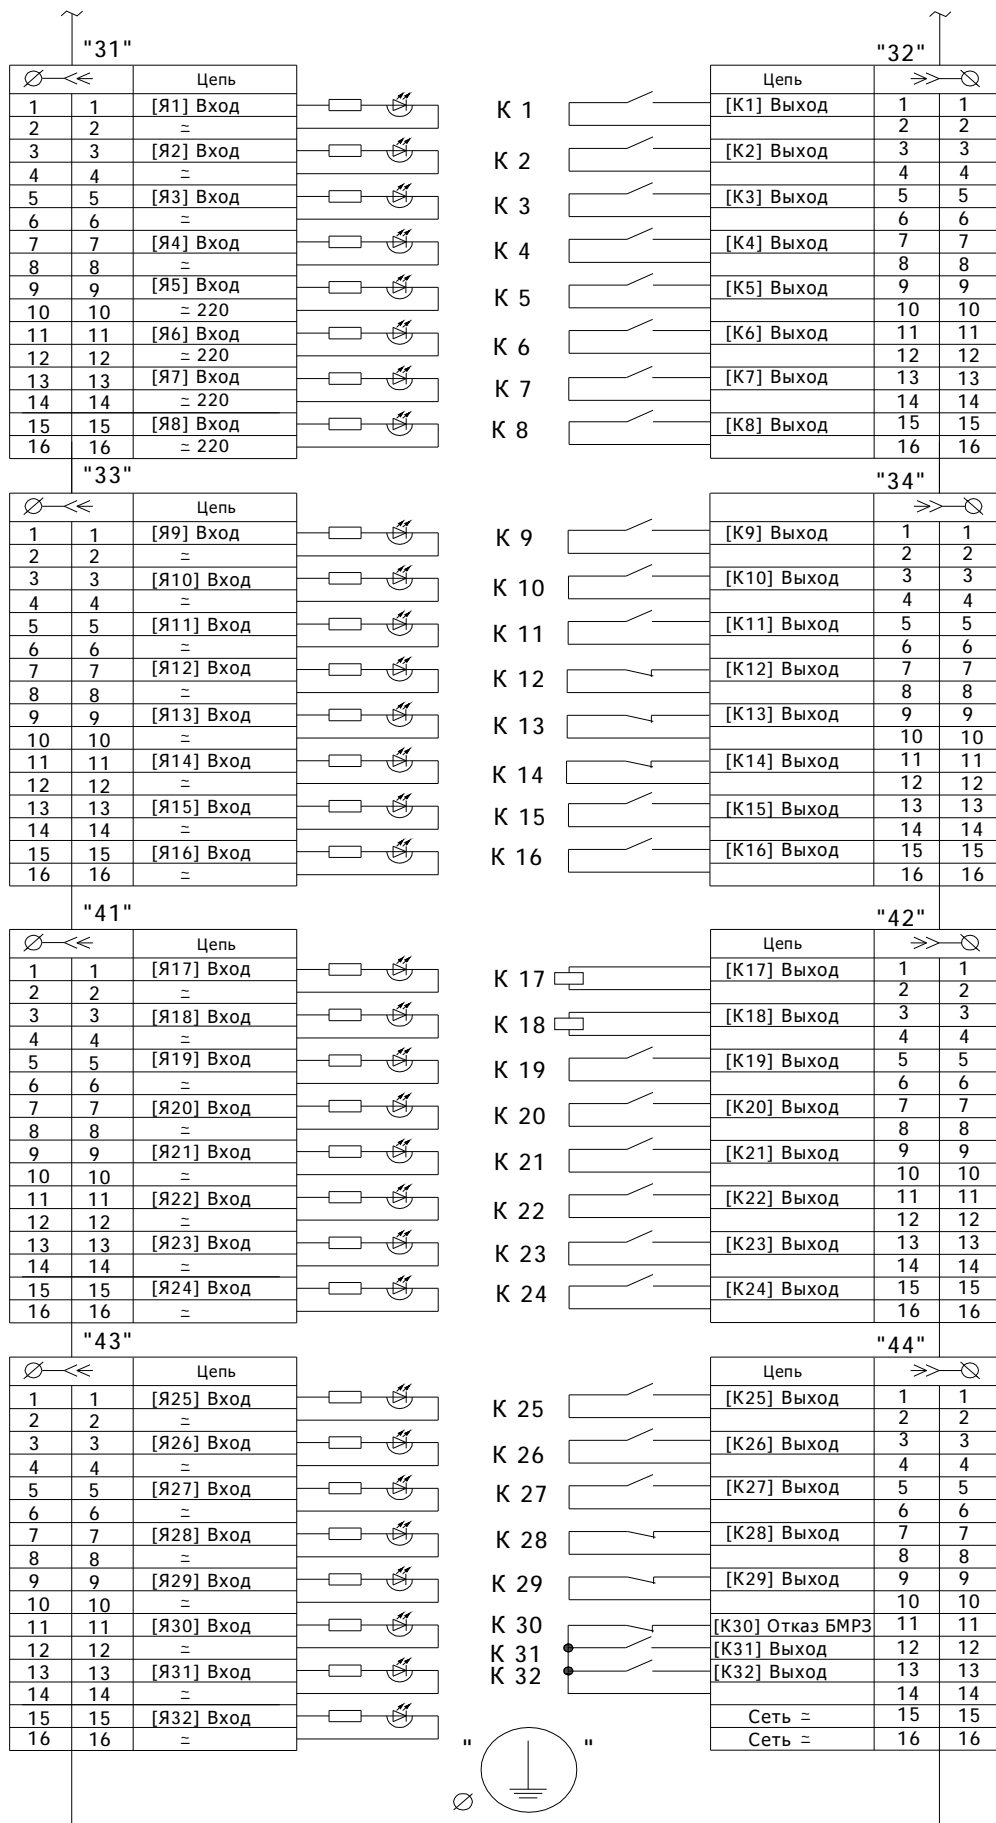 "31" "32"
Цепь Цепь
1 1 [Я1] Вход К 1 [К1] Выход 1 1
2 2 ≃ 2 2
3 3 [Я2] Вход К 2 [К2] Выход 3 3
4 4 ≃ 4 4
5 5 [Я3] Вход К 3 [К3] Выход 5 5
6 6 ≃ 6 6
7 7 [Я4] Вход К 4 [К4] Выход 7 7
8 8 ≃ 8 8
9 9 [Я5] Вход К 5 [К5] Выход 9 9
10 10 ≃ 220 10 10
11 11 [Я6] Вход К 6 [К6] Выход 11 11
12 12 ≃ 220 12 12
13 13 [Я7] Вход К 7 [К7] Выход 13 13
14 14 ≃ 220 14 14
15 15 [Я8] Вход К 8 [К8] Выход 15 15
16 16 ≃ 220 16 16
"33" "34"
Цепь
1 1 [Я9] Вход К 9 [К9] Выход 1 1
2 2 ≃ 2 2
3 3 [Я10] Вход К 10 [К10] Выход 3 3
4 4 ≃ 4 4
5 5 [Я11] Вход К 11 [К11] Выход 5 5
6 6 ≃ 6 6
7 7 [Я12] Вход К 12 [К12] Выход 7 7
8 8 ≃ 8 8
9 9 [Я13] Вход К 13 [К13] Выход 9 9
10 10 ≃ 10 10
11 11 [Я14] Вход К 14 [К14] Выход 11 11
12 12 ≃ 12 12
13 13 [Я15] Вход К 15 [К15] Выход 13 13
14 14 ≃ 14 14
15 15 [Я16] Вход К 16 [К16] Выход 15 15
16 16 ≃ 16 16
"41" "42"
Цепь Цепь
1 1 [Я17] Вход К 17 [К17] Выход 1 1
2 2 ≃ 2 2
3 3 [Я18] Вход К 18 [К18] Выход 3 3
4 4 ≃ 4 4
5 5 [Я19] Вход К 19 [К19] Выход 5 5
6 6 ≃ 6 6
7 7 [Я20] Вход К 20 [К20] Выход 7 7
8 8 ≃ 8 8
9 9 [Я21] Вход К 21 [К21] Выход 9 9
10 10 ≃ 10 10
11 11 [Я22] Вход К 22 [К22] Выход 11 11
12 12 ≃ 12 12
13 13 [Я23] Вход К 23 [К23] Выход 13 13
14 14 ≃ 14 14
15 15 [Я24] Вход К 24 [К24] Выход 15 15
16 16 ≃ 16 16
"43" "44"
Цепь Цепь
1 1 [Я25] Вход К 25 [К25] Выход 1 1
2 2 ≃ 2 2
3 3 [Я26] Вход К 26 [К26] Выход 3 3
4 4 ≃ 4 4
5 5 [Я27] Вход К 27 [К27] Выход 5 5
6 6 ≃ 6 6
7 7 [Я28] Вход К 28 [К28] Выход 7 7
8 8 ≃ 8 8
9 9 [Я29] Вход К 29 [К29] Выход 9 9
10 10 ≃ 10 10
11 11 [Я30] Вход К 30 [К30] Отказ БМРЗ 11 11
12 12 ≃ К 31 [К31] Выход 12 12
13 13 [Я31] Вход К 32 [К32] Выход 13 13
14 14 ≃ 14 14
15 15 [Я32] Вход Сеть ≃ 15 15
16 16 ≃ Сеть ≃ 16 16
" "